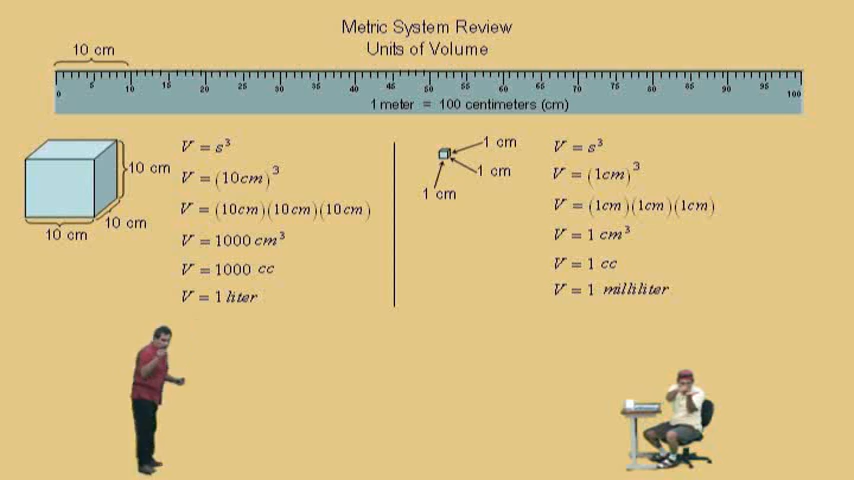 Metric System Review
Units of Volume
10 cm
0 5 10 15 20 25 30 35 40 45 50 55 60 65 70 75 80 85 90 95 100
1 meter = 100 centimeters (cm)
10 cm
10 cm
10 cm
V = s³
V = (10cm)³
V = (10cm)(10cm)(10cm)
V = 1000 cm³
V = 1000 cc
V = 1 liter
1 cm
1 cm
1 cm
V = s³
V = (1cm)³
V = (1cm)(1cm)(1cm)
V = 1 cm³
V = 1 cc
V = 1 milliliter